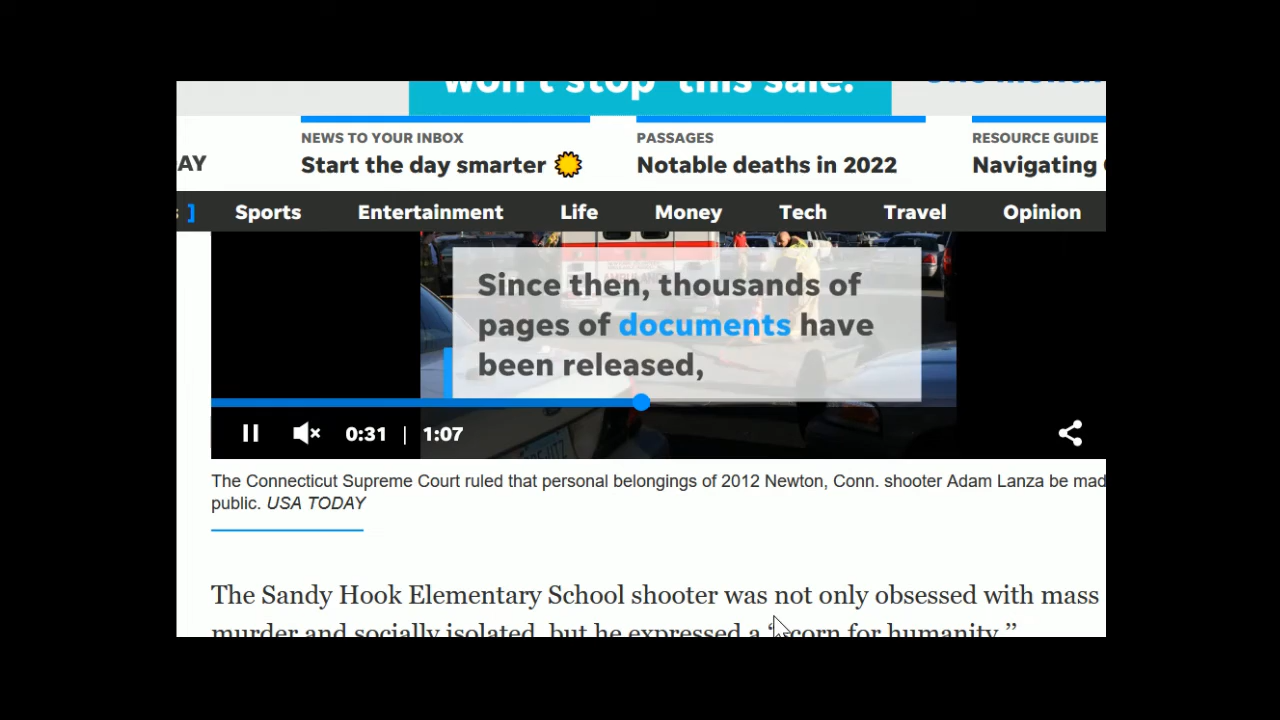 won't stop this sale.
AY
NEWS TO YOUR INBOX
Start the day smarter
PASSAGES
Notable deaths in 2022
RESOURCE GUIDE
Navigating
]
Sports
Entertainment
Life
Money
Tech
Travel
Opinion
AMBULANCE
Since then, thousands of
pages of documents have
been released,
0:31 | 1:07
The Connecticut Supreme Court ruled that personal belongings of 2012 Newton, Conn. shooter Adam Lanza be mad
public. USA TODAY
The Sandy Hook Elementary School shooter was not only obsessed with mass
murder and socially isolated, but he expressed a “scorn for humanity.”